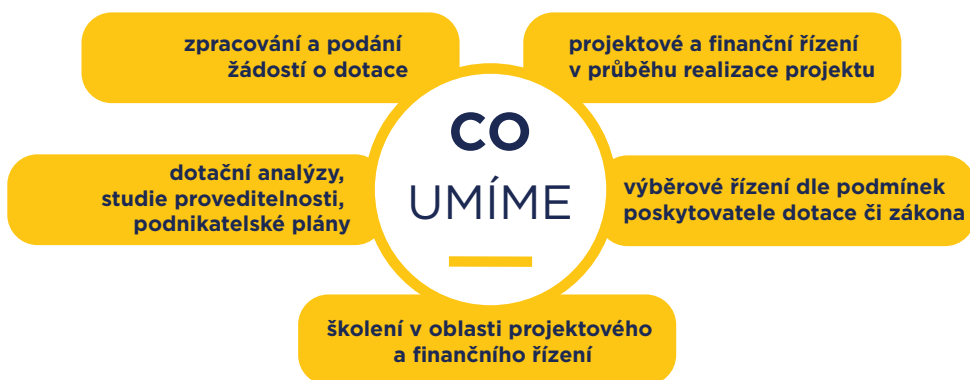 zpracování a podání
žádostí o dotace
projektové a finanční řízení
v průběhu realizace projektu
CO
UMÍME
dotační analýzy,
studie proveditelnosti,
podnikatelské plány
výběrové řízení dle podmínek
poskytovatele dotace či zákona
školení v oblasti projektového
a finančního řízení